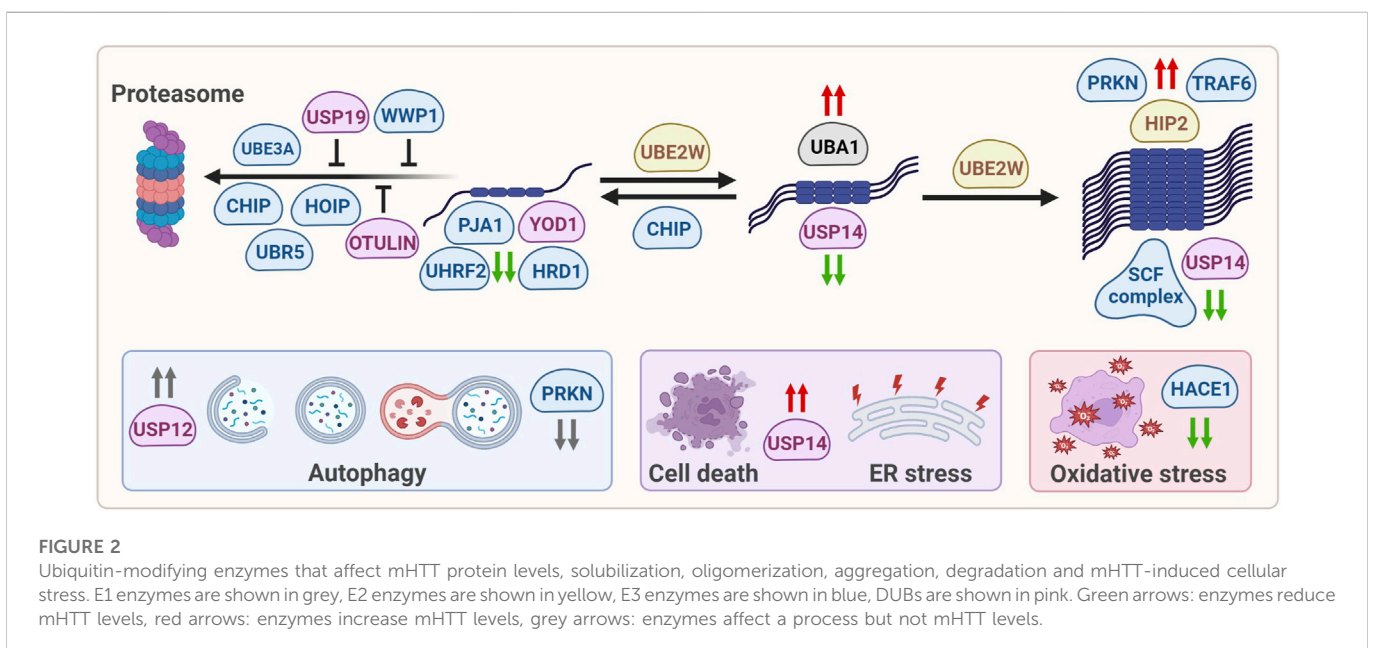 Proteasome
USP19
WWP1
UBE3A
CHIP
HOIP
UBR5
OTULIN
PJA1
YOD1
UHRF2
HRD1
UBE2W
CHIP
UBA1
USP14
UBE2W
PRKN
TRAF6
HIP2
SCF
complex
USP14
USP12
PRKN
Autophagy
USP14
Cell death
ER stress
HACE1
Oxidative stress
FIGURE 2
Ubiquitin-modifying enzymes that affect mHTT protein levels, solubilization, oligomerization, aggregation, degradation and mHTT-induced cellular
stress. E1 enzymes are shown in grey, E2 enzymes are shown in yellow, E3 enzymes are shown in blue, DUBs are shown in pink. Green arrows: enzymes reduce
mHTT levels, red arrows: enzymes increase mHTT levels, grey arrows: enzymes affect a process but not mHTT levels.